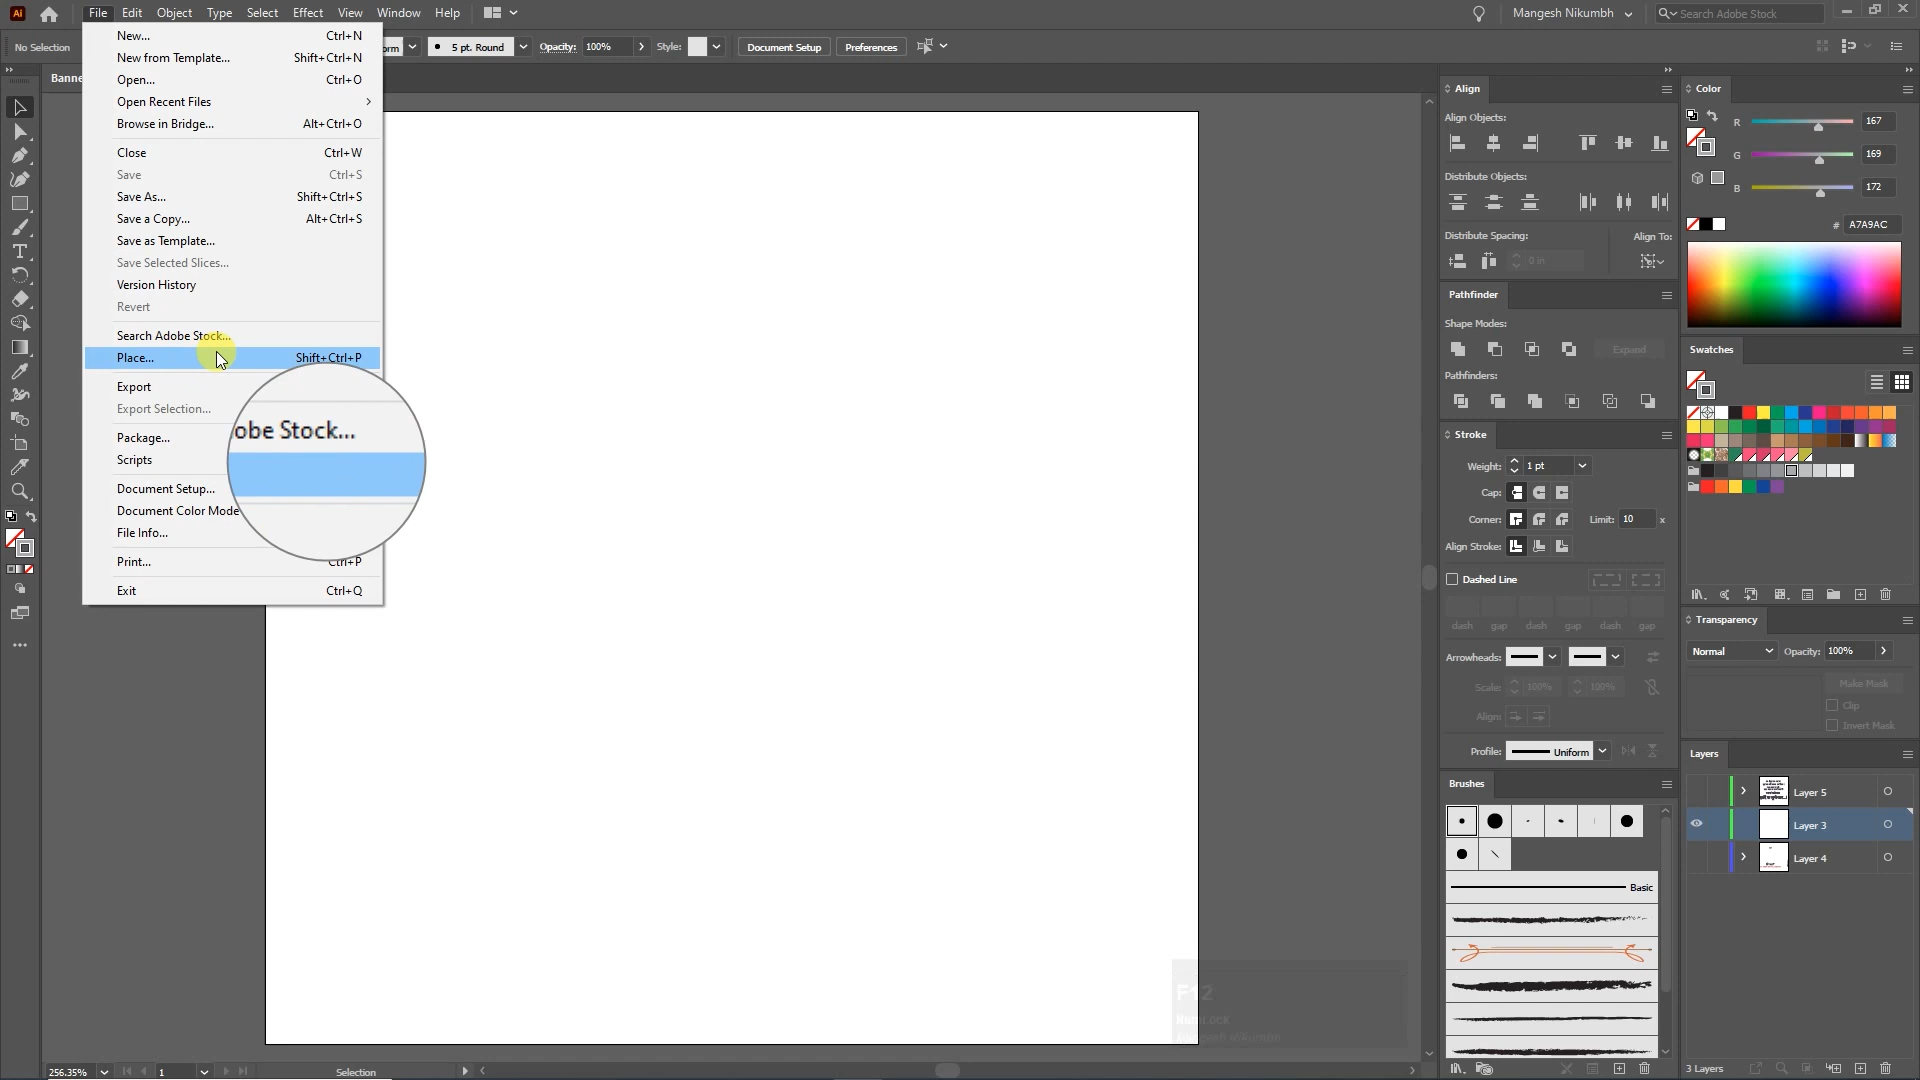 Ai File Edit Object Type Select Effect View Window Help
Mangesh Nikumbh
Search Adobe Stock
No Selection
5 pt. Round
Opacity: 100%
Style:
Document Setup
Preferences
Banne
New... Ctrl+N
New from Template... Shift+Ctrl+N
Open... Ctrl+O
Open Recent Files
Browse in Bridge... Alt+Ctrl+O
Close Ctrl+W
Save Ctrl+S
Save As... Shift+Ctrl+S
Save a Copy... Alt+Ctrl+S
Save as Template...
Save Selected Slices...
Version History
Revert
Search Adobe Stock...
Place... Shift+Ctrl+P
Export
Export Selection...
obe Stock...
Package...
Scripts
Document Setup...
Document Color Mode
File Info...
Print... Ctrl+P
Exit Ctrl+Q
F12
NumLock
256.35%
1
Selection
Align
Align Objects:
Distribute Objects:
Distribute Spacing:
Align To:
0 in
Pathfinder
Shape Modes:
Expand
Pathfinders:
Stroke
Weight: 1 pt
Cap:
Corner: Limit: 10 x
Align Stroke:
Dashed Line
dash gap dash gap dash gap
Arrowheads:
Scale: 100% 100%
Align:
Profile: Uniform
Brushes
Basic
Color
R 167
G 169
B 172
# A7A9AC
Swatches
Transparency
Normal
Opacity: 100%
Make Mask
Clip
Invert Mask
Layers
Layer 5
Layer 3
Layer 4
3 Layers